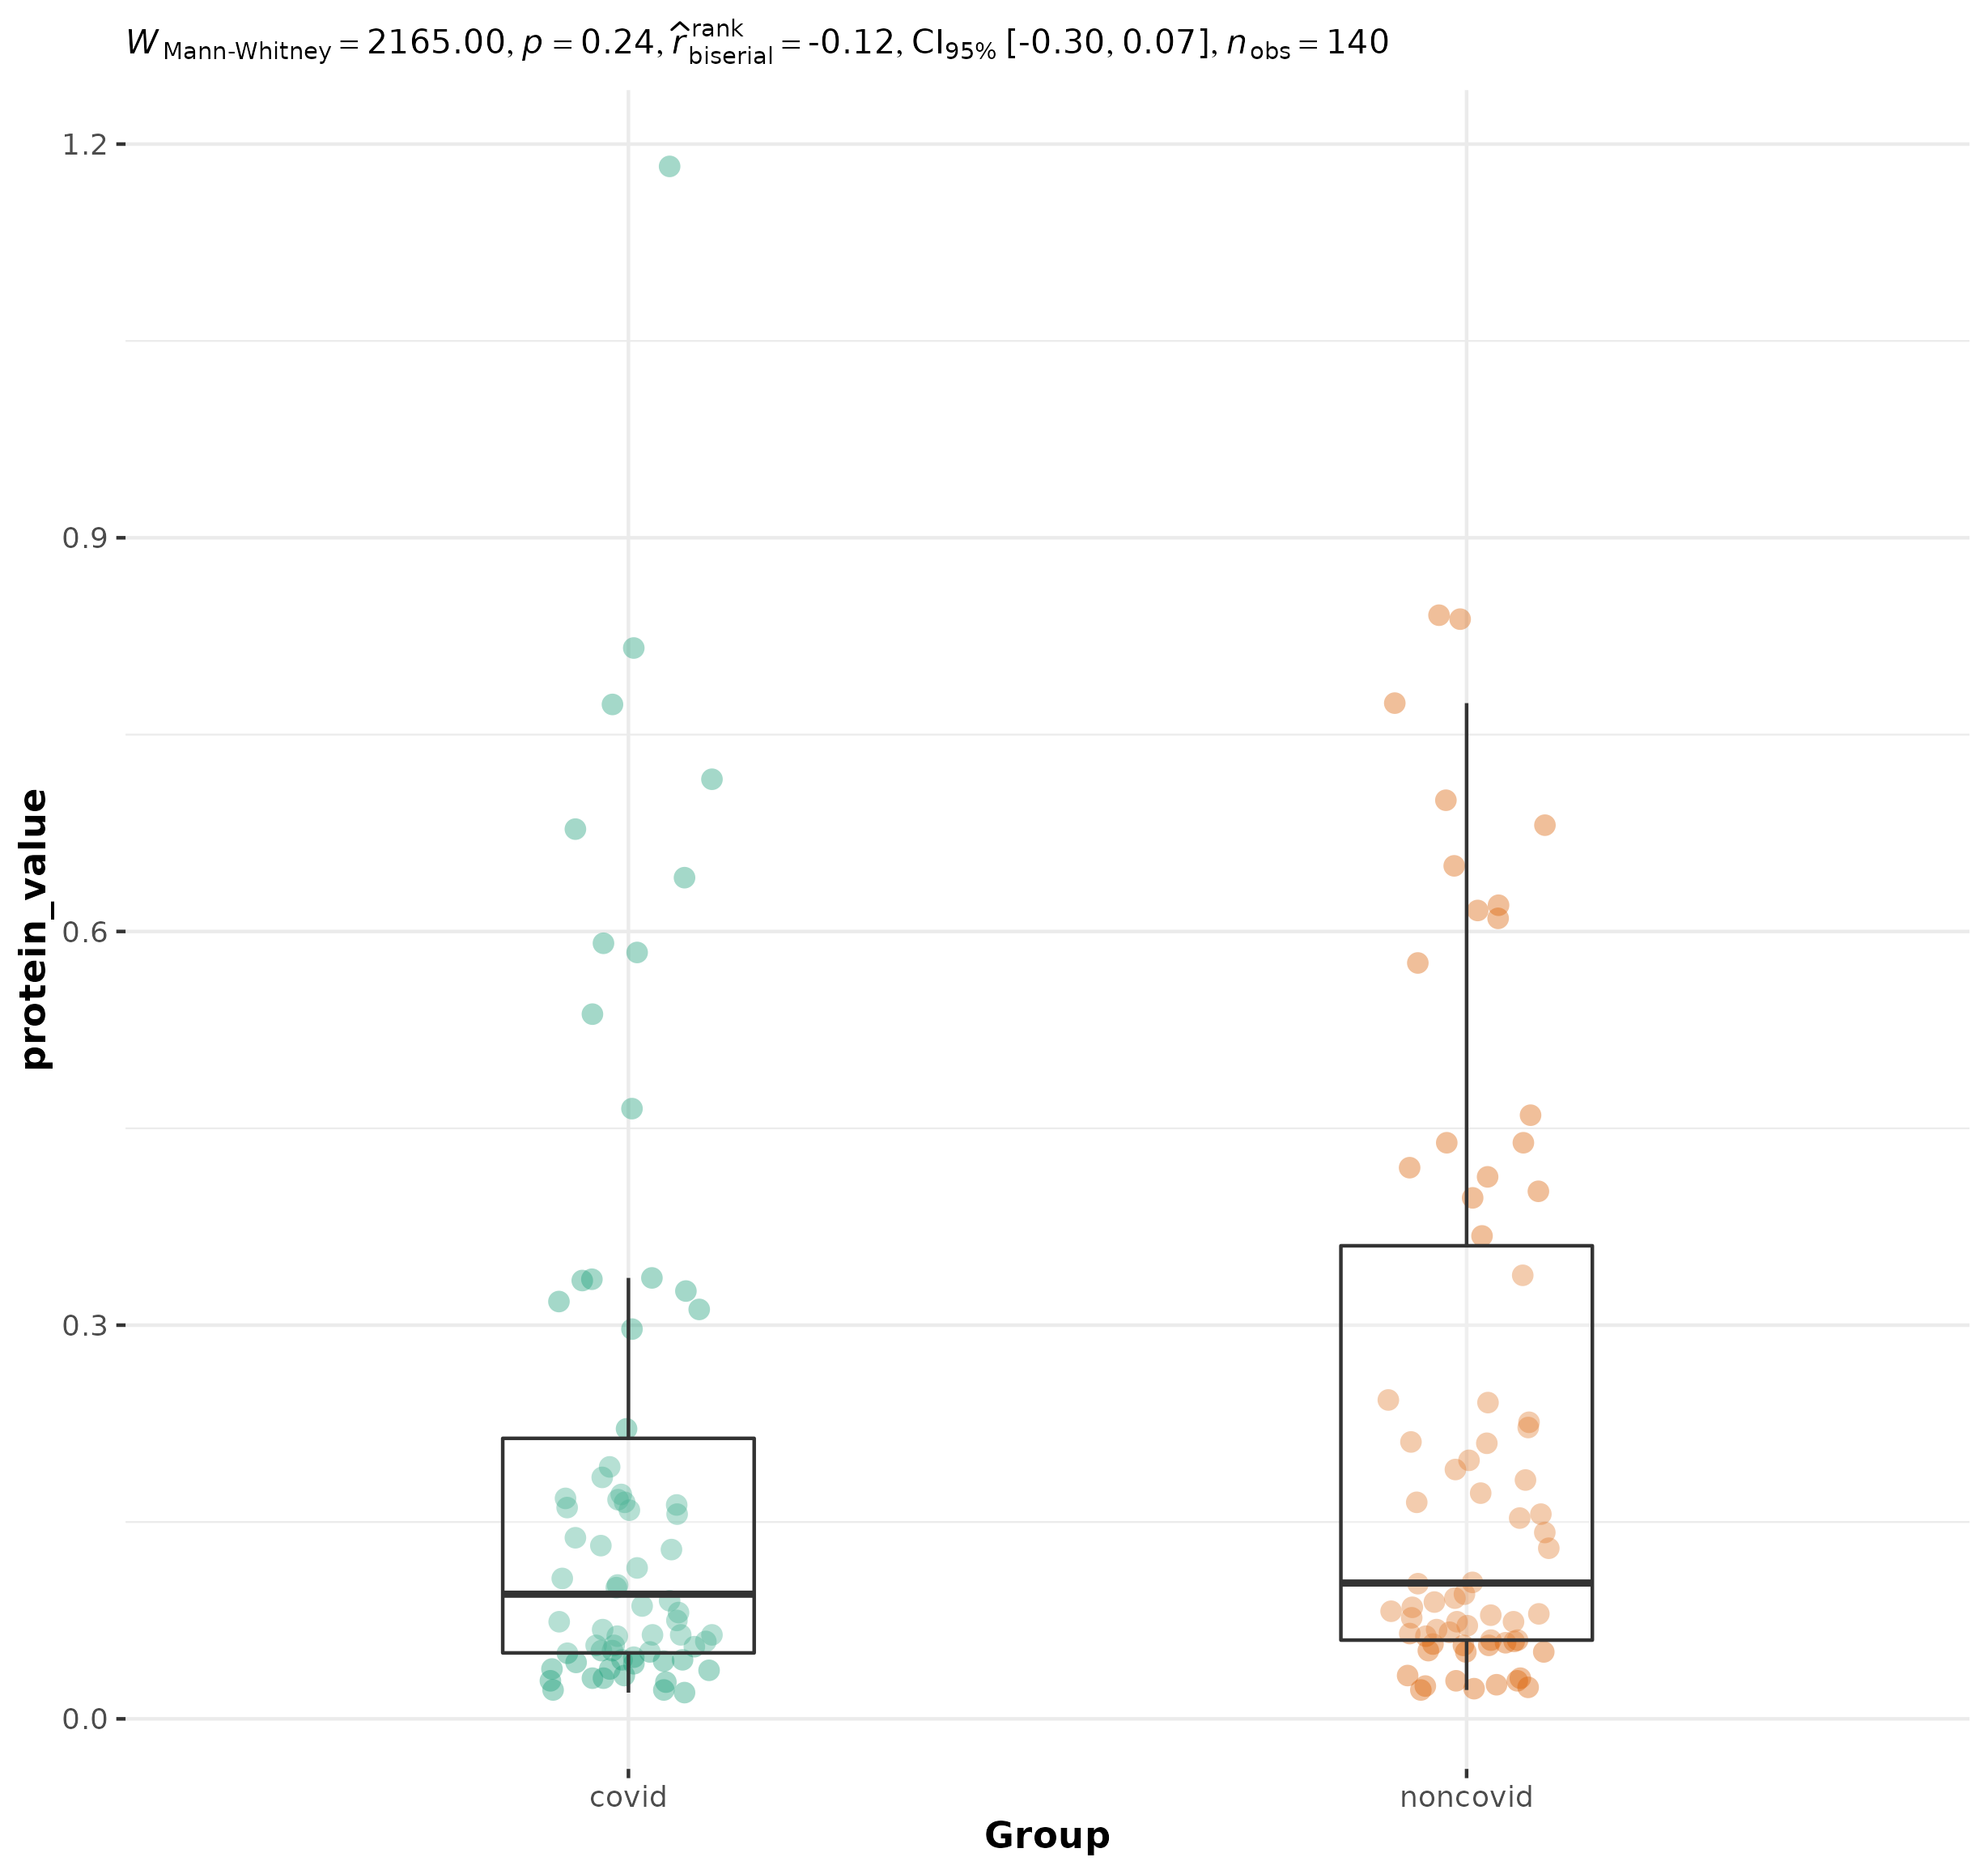 W Mann-Whitney = 2165.00, p = 0.24, r̂ rank biserial = -0.12, CI95% [-0.30, 0.07], nobs = 140
1.2
0.9
0.6
0.3
0.0
protein_value
covid noncovid
Group